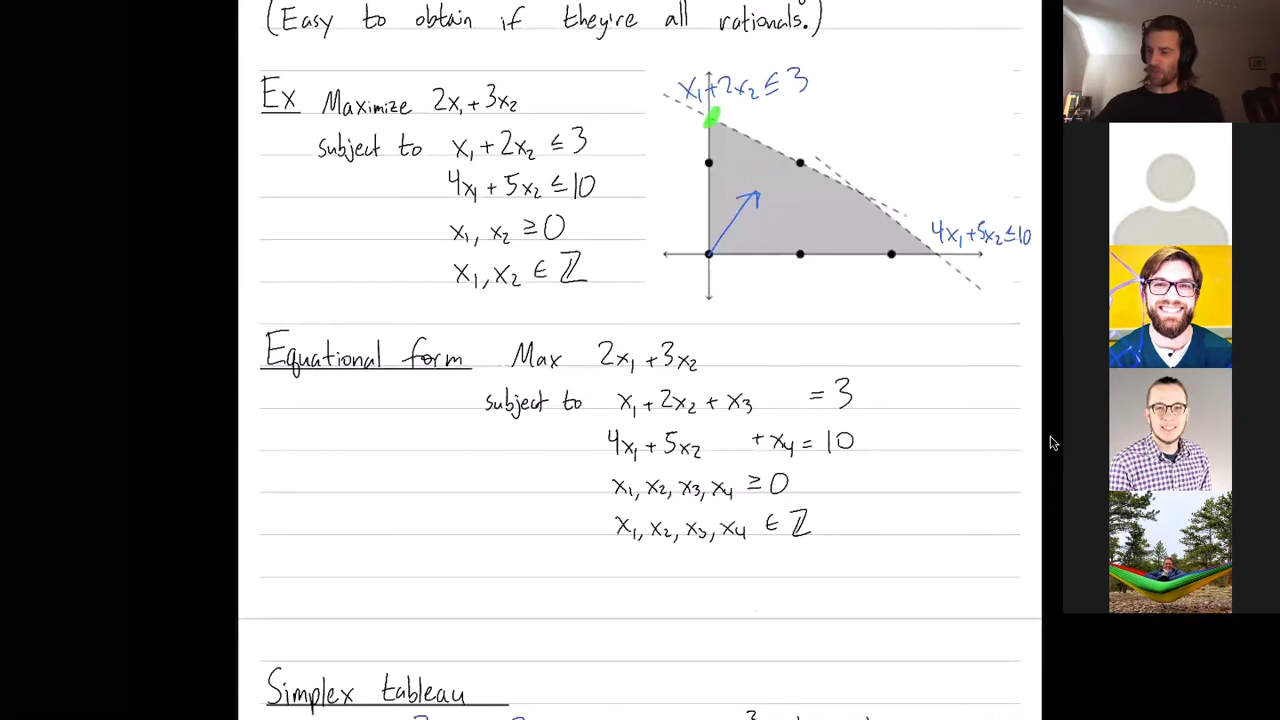 (Easy to obtain if they're all rationals.)
Ex Maximize 2x₁ + 3x₂
subject to x₁ + 2x₂ ≤ 3
4x₁ + 5x₂ ≤ 10
x₁, x₂ ≥ 0
x₁, x₂ ∈ ℤ
x₁ + 2x₂ ≤ 3
4x₁ + 5x₂ ≤ 10
Equational form Max 2x₁ + 3x₂
subject to x₁ + 2x₂ + x₃ = 3
4x₁ + 5x₂ + x₄ = 10
x₁, x₂, x₃, x₄ ≥ 0
x₁, x₂, x₃, x₄ ∈ ℤ
Simplex tableau